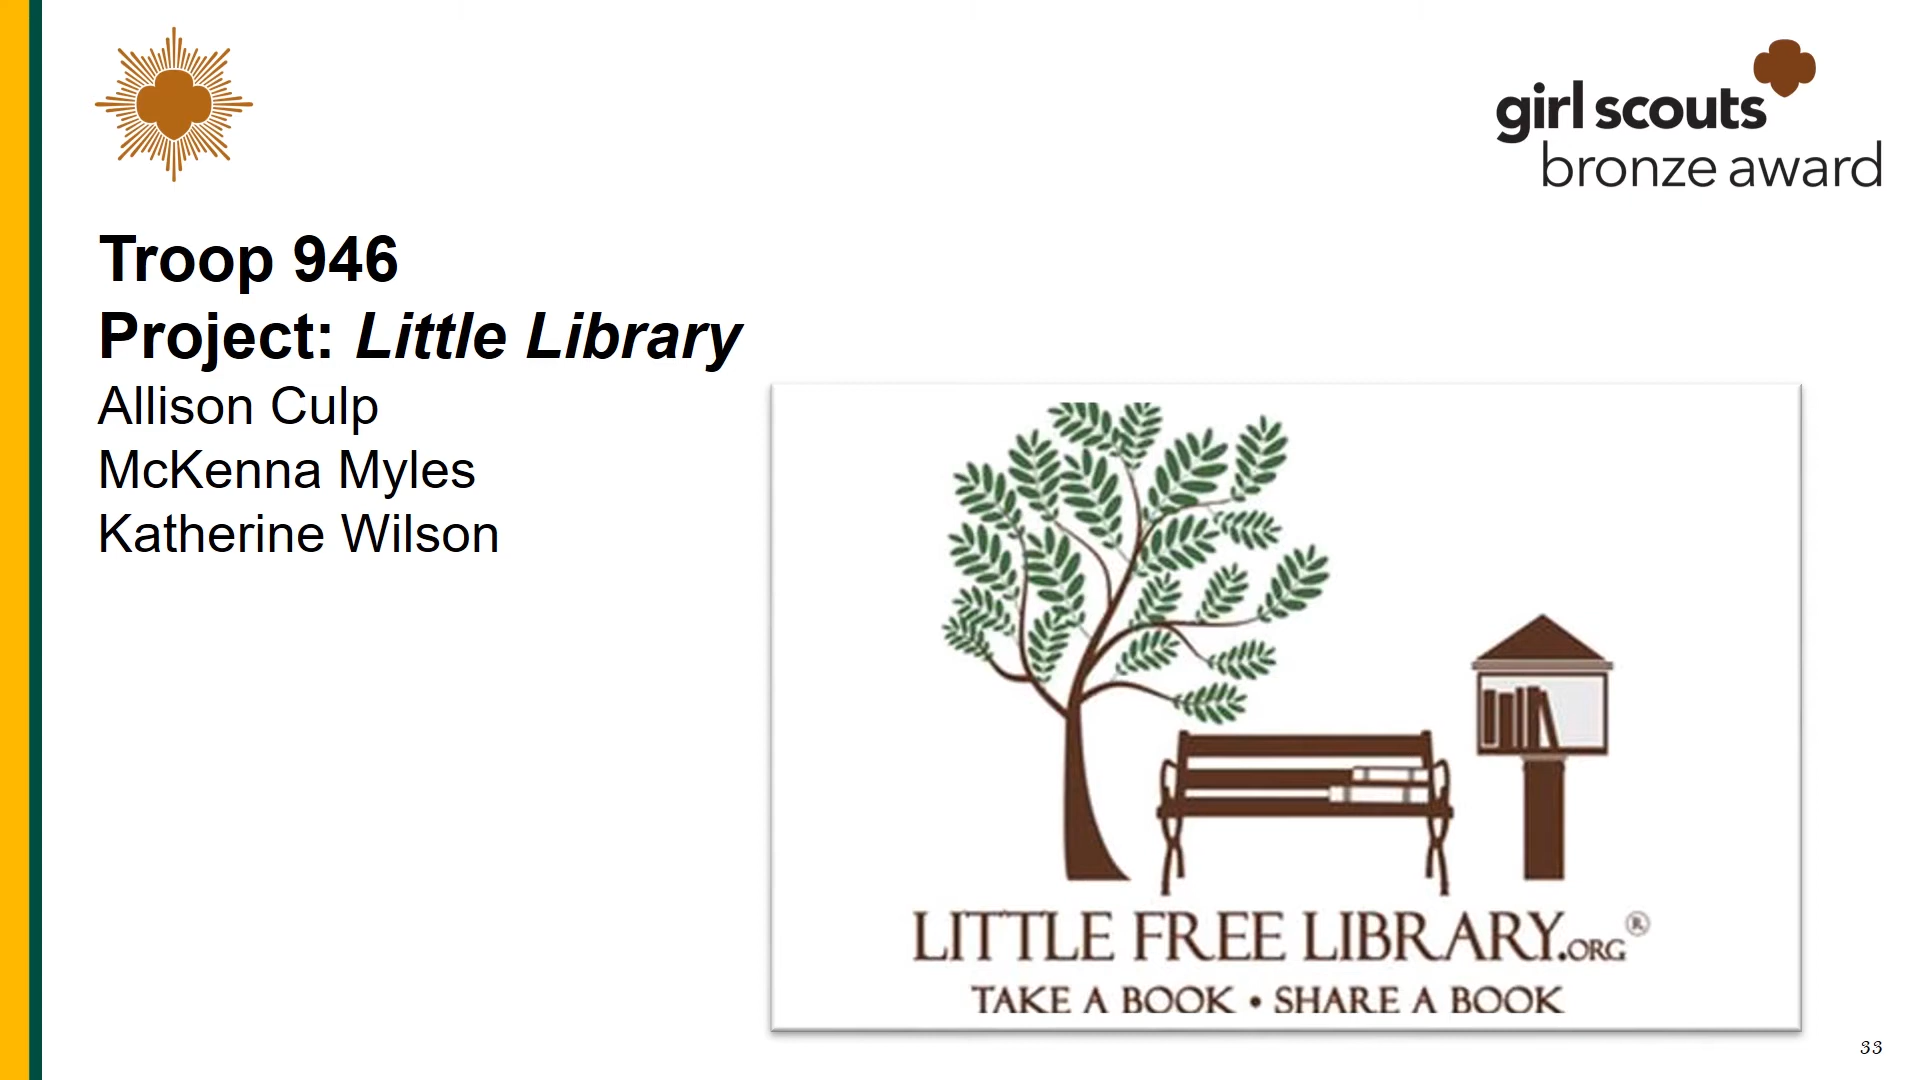 girl scouts
bronze award
Troop 946
Project: Little Library
Allison Culp
McKenna Myles
Katherine Wilson
LITTLE FREE LIBRARY.ORG®
TAKE A BOOK • SHARE A BOOK
33